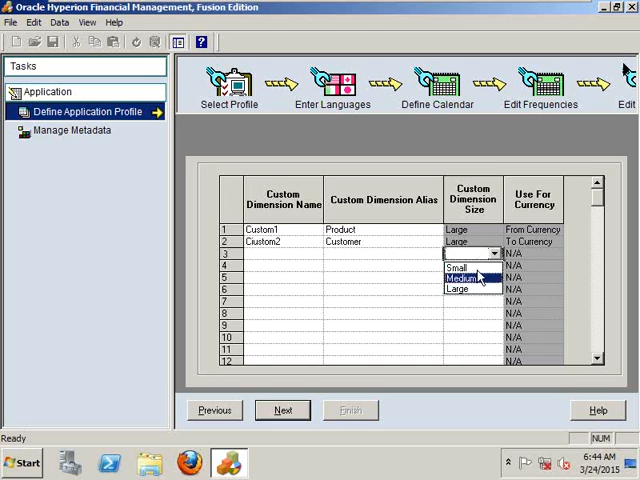 Oracle Hyperion Financial Management, Fusion Edition
File Edit Data View Help
Tasks
Application
Define Application Profile
Manage Metadata
Select Profile Enter Languages Define Calendar Edit Frequencies Edit
Custom Dimension Name Custom Dimension Alias Custom Dimension Size Use For Currency
1 Custom1 Product Large From Currency
2 Ciustom2 Customer Large To Currency
3 N/A
4 Small N/A
5 Medium N/A
6 Large N/A
7 N/A
8 N/A
9 N/A
10 N/A
11 N/A
12 N/A
Previous Next Finish Help
Ready NUM
Start 6:44 AM
3/24/2015